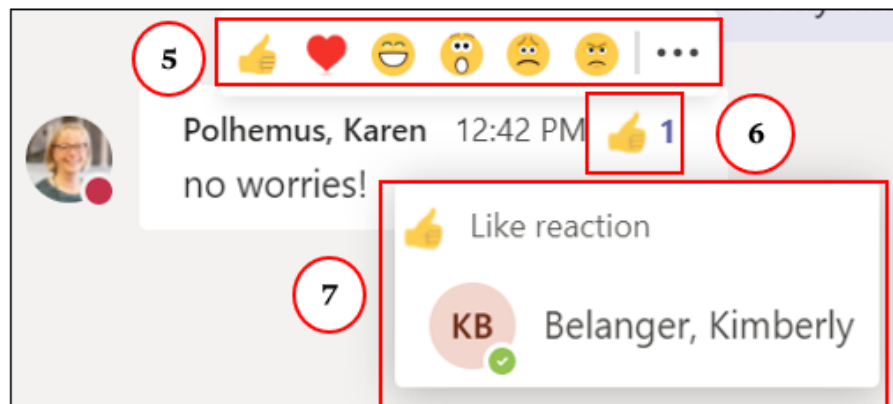 5
Polhemus, Karen 12:42 PM 1
6
no worries!
Like reaction
7
KB Belanger, Kimberly